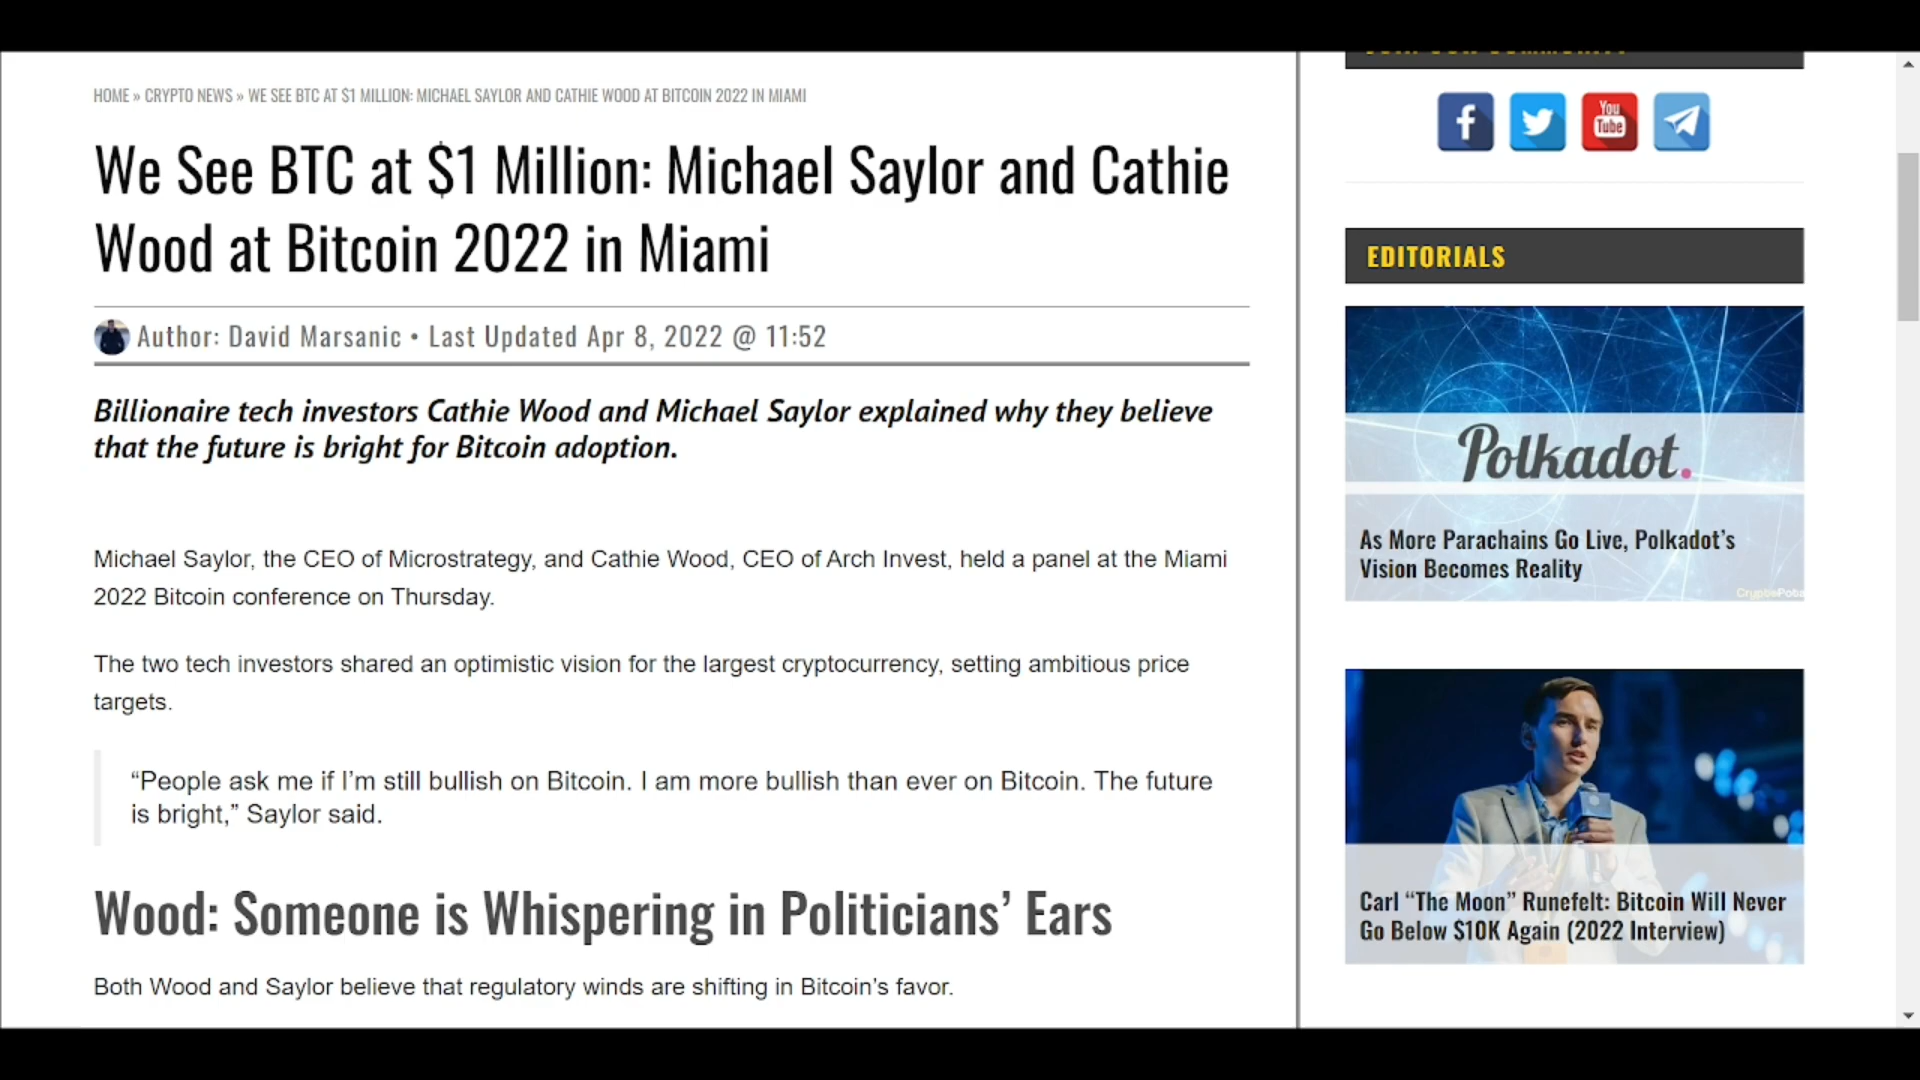 HOME » CRYPTO NEWS » WE SEE BTC AT $1 MILLION: MICHAEL SAYLOR AND CATHIE WOOD AT BITCOIN 2022 IN MIAMI
We See BTC at $1 Million: Michael Saylor and Cathie
Wood at Bitcoin 2022 in Miami
Author: David Marsanic • Last Updated Apr 8, 2022 @ 11:52
Billionaire tech investors Cathie Wood and Michael Saylor explained why they believe
that the future is bright for Bitcoin adoption.
Michael Saylor, the CEO of Microstrategy, and Cathie Wood, CEO of Arch Invest, held a panel at the Miami
2022 Bitcoin conference on Thursday.
The two tech investors shared an optimistic vision for the largest cryptocurrency, setting ambitious price
targets.
“People ask me if I’m still bullish on Bitcoin. I am more bullish than ever on Bitcoin. The future
is bright,” Saylor said.
Wood: Someone is Whispering in Politicians’ Ears
Both Wood and Saylor believe that regulatory winds are shifting in Bitcoin’s favor.
You
Tube
EDITORIALS
Polkadot.
As More Parachains Go Live, Polkadot’s
Vision Becomes Reality
Carl “The Moon” Runefelt: Bitcoin Will Never
Go Below $10K Again (2022 Interview)